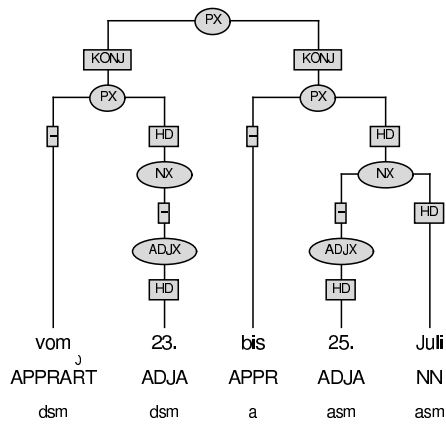 PX
KONJ KONJ
PX PX
– HD – HD
NX NX
– – HD
ADJX ADJX
HD HD
vom 23. bis 25. Juli
APPRART ADJA APPR ADJA NN
dsm dsm a asm asm